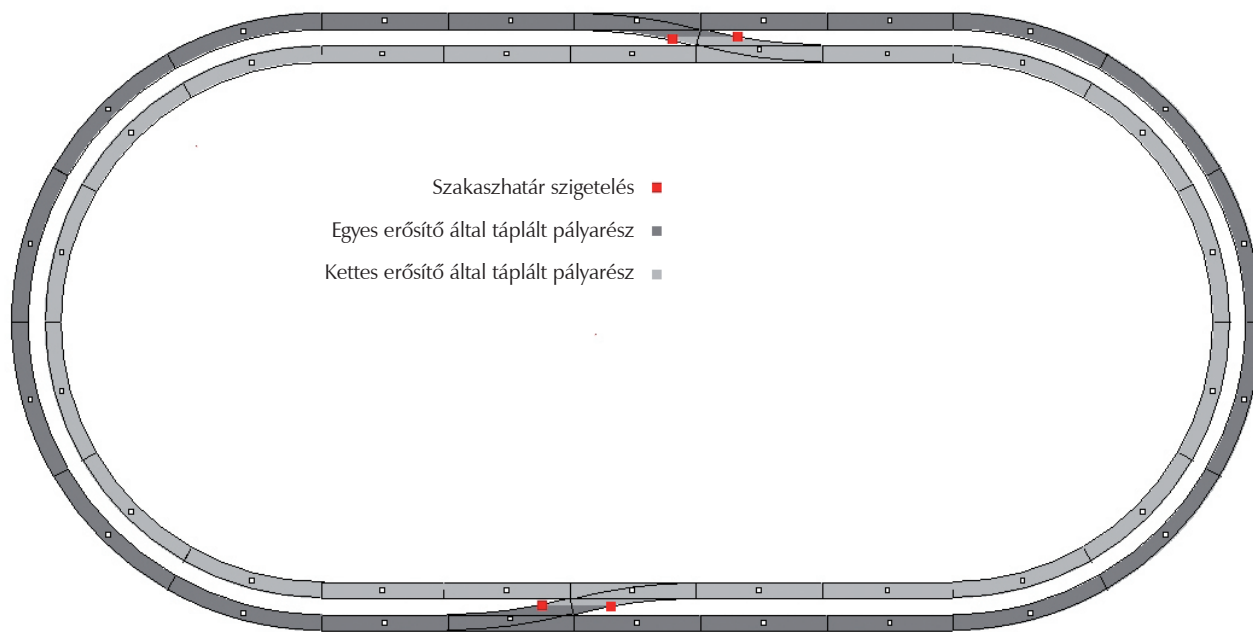 Szakaszhatár szigetelés
Egyes erősítő által táplált pályarész
Kettes erősítő által táplált pályarész